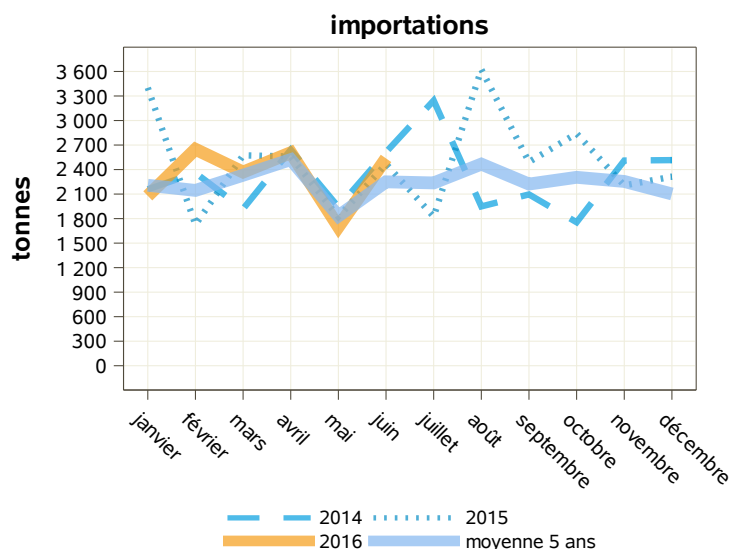 importations
tonnes
3 600
3 300
3 000
2 700
2 400
2 100
1 800
1 500
1 200
900
600
300
0
janvier
février
mars
avril
mai
juin
juillet
août
septembre
octobre
novembre
décembre
2014 2015
2016 moyenne 5 ans